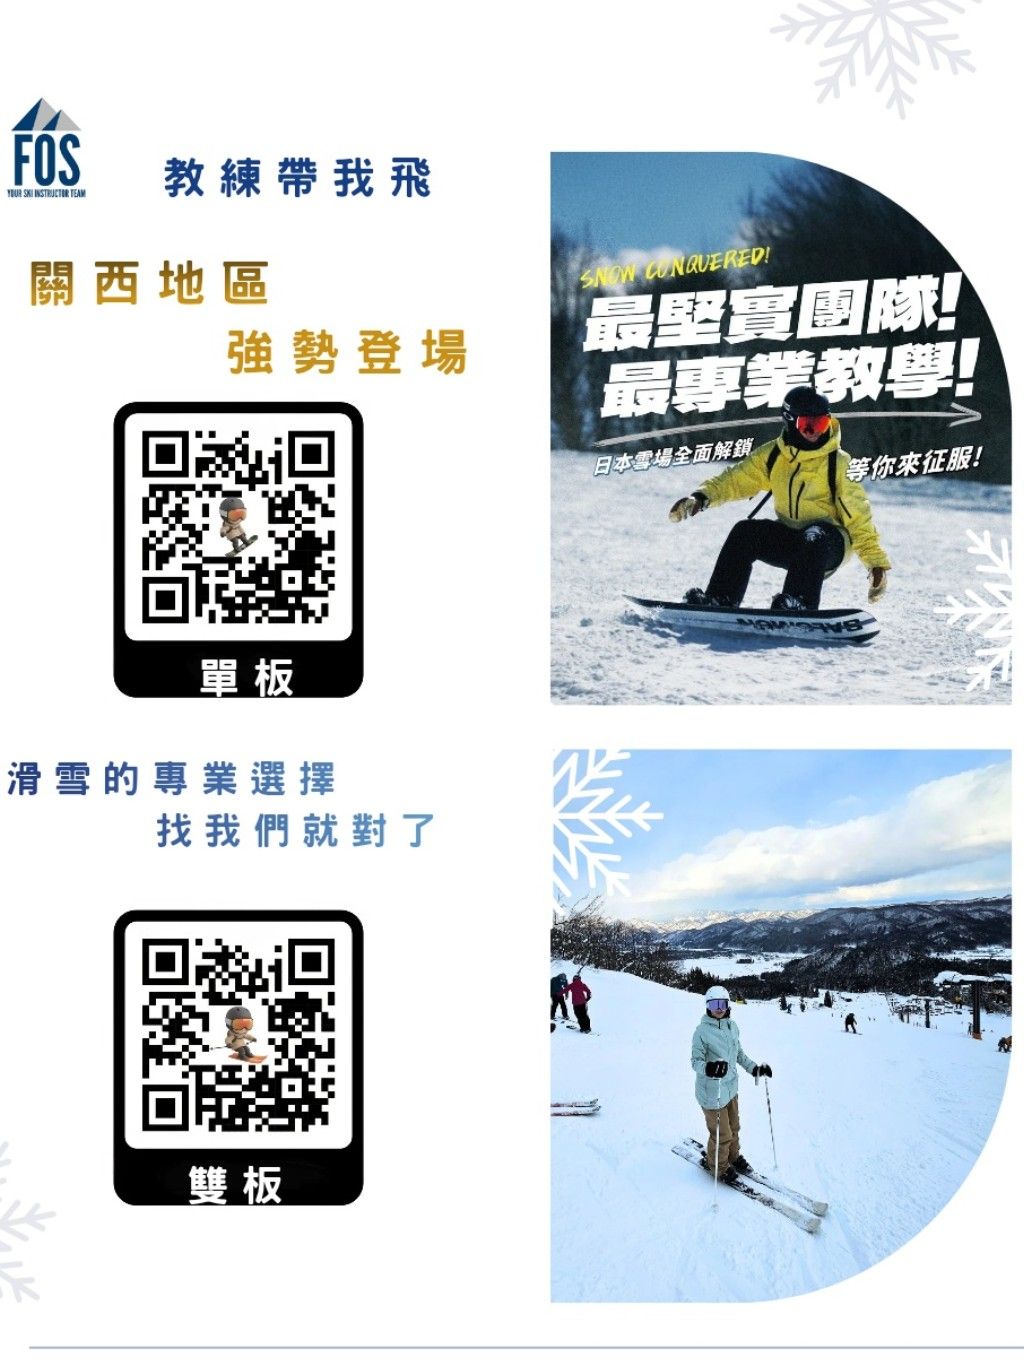 FOS
YOUR SKI INSTRUCTOR TEAM
教練帶我飛
關西地區
強勢登場
單板
滑雪的專業選擇
找我們就對了
雙板
SNOW CONQUERED!
最堅實團隊!
最專業教學!
日本雪場全面解鎖
等你來征服!
SALOMON